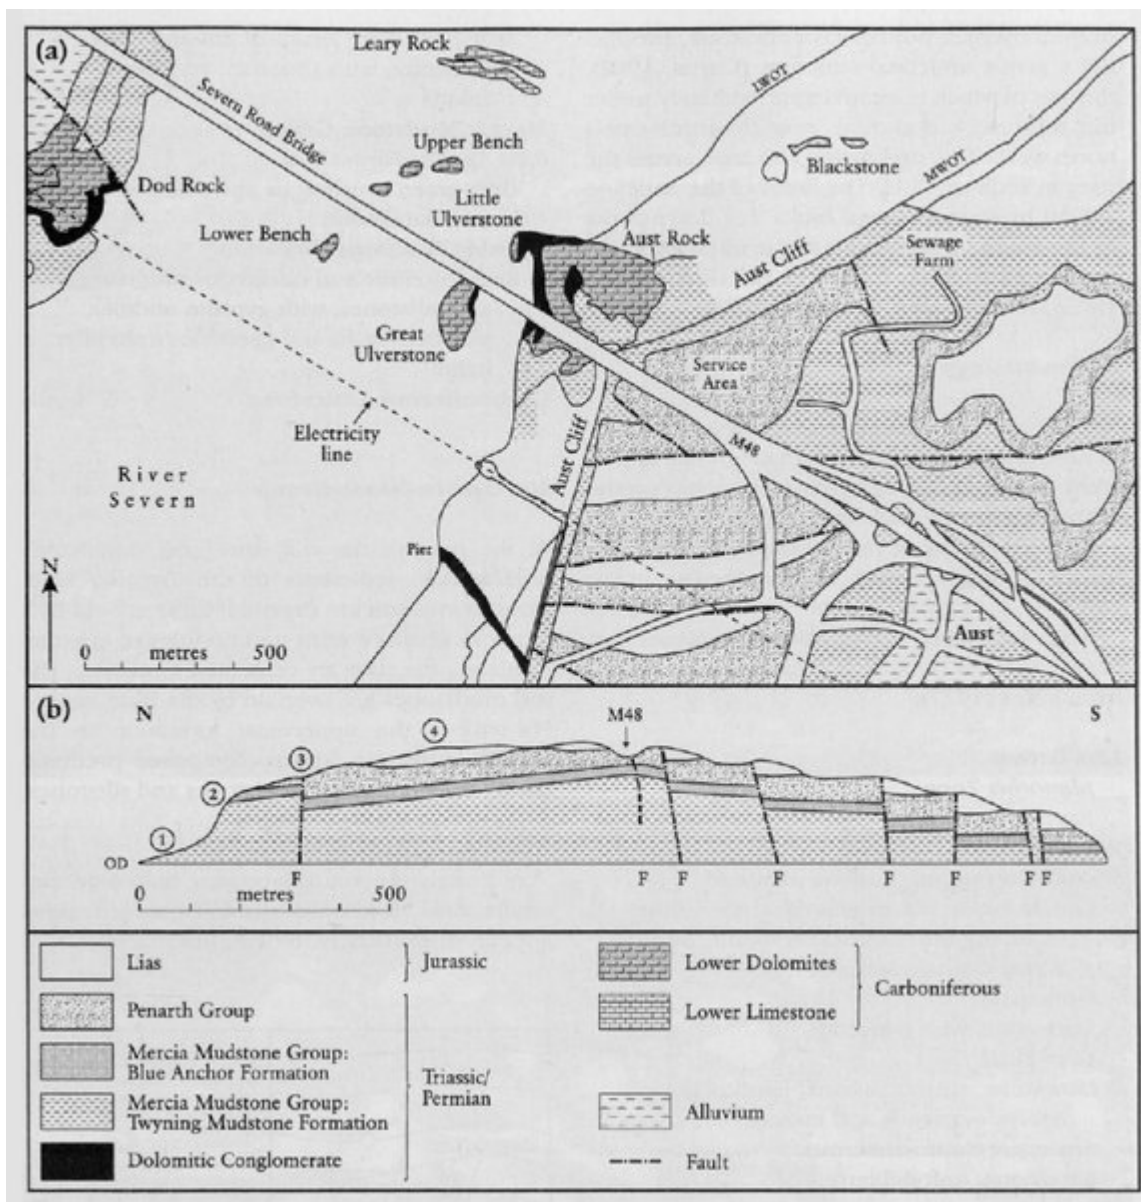 (a)
Leary Rock
Severn Road Bridge
LWOT
Upper Bench
Blackstone
MWOT
Dod Rock
Little
Ulverstone
Lower Bench
Aust Rock
Sewage
Farm
Aust Cliff
Great
Ulverstone
Service
Area
Electricity
line
M48
Aust Cliff
River
Severn
Pier
N
0 metres 500
Aust
(b)
N
M48
S
4
3
2
1
OD
F
F
F
F
F
F
F
F
0 metres 500
Lias
Jurassic
Penarth Group
Mercia Mudstone Group:
Blue Anchor Formation
Mercia Mudstone Group:
Twyning Mudstone Formation
Dolomitic Conglomerate
Triassic/
Permian
Lower Dolomites
Lower Limestone
Carboniferous
Alluvium
Fault